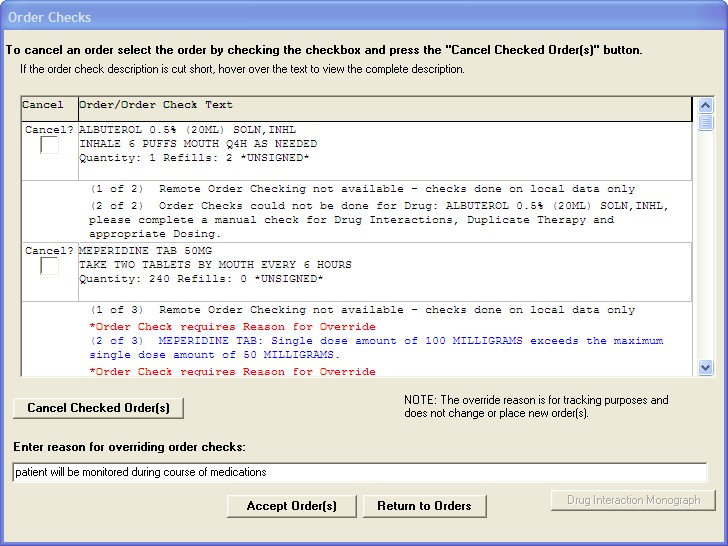 Order Checks
To cancel an order select the order by checking the checkbox and press the "Cancel Checked Order(s)" button.
If the order check description is cut short, hover over the text to view the complete description.
Cancel Order/Order Check Text
Cancel? ALBUTEROL 0.5% (20ML) SOLN,INHL
INHALE 6 PUFFS MOUTH Q4H AS NEEDED
Quantity: 1 Refills: 2 *UNSIGNED*
(1 of 2) Remote Order Checking not available - checks done on local data only
(2 of 2) Order Checks could not be done for Drug: ALBUTEROL 0.5% (20ML) SOLN,INHL,
please complete a manual check for Drug Interactions, Duplicate Therapy and
appropriate Dosing.
Cancel? MEPERIDINE TAB 50MG
TAKE TWO TABLETS BY MOUTH EVERY 6 HOURS
Quantity: 240 Refills: 0 *UNSIGNED*
(1 of 3) Remote Order Checking not available - checks done on local data only
*Order Check requires Reason for Override
(2 of 3) MEPERIDINE TAB: Single dose amount of 100 MILLIGRAMS exceeds the maximum
single dose amount of 50 MILLIGRAMS.
*Order Check requires Reason for Override
Cancel Checked Order(s)
NOTE: The override reason is for tracking purposes and
does not change or place new order(s).
Enter reason for overriding order checks:
patient will be monitored during course of medications
Accept Order(s) Return to Orders Drug Interaction Monograph